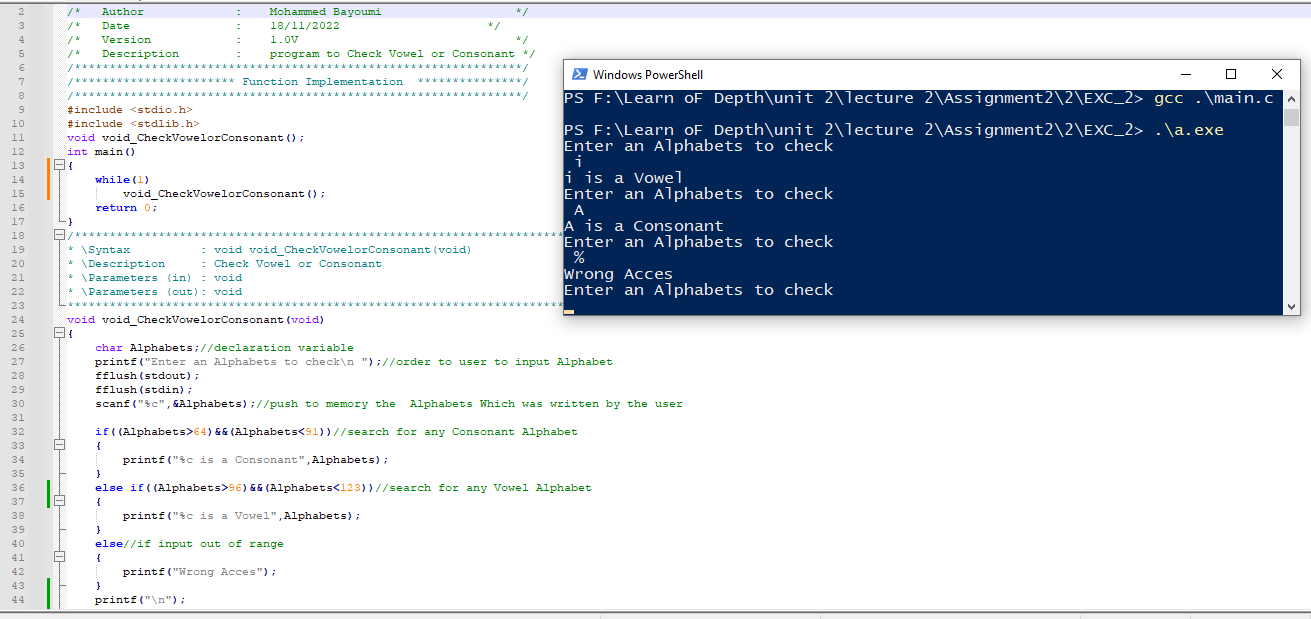 2 /* Author : Mohammed Bayoumi */
3 /* Date : 18/11/2022 */
4 /* Version : 1.0V */
5 /* Description : program to Check Vowel or Consonant */
6 /****************************************************************/
7 /*********************** Function Implementation ***************/
8 /****************************************************************/
9 #include <stdio.h>
10 #include <stdlib.h>
11 void void_CheckVowelorConsonant();
12 int main()
13 {
14 while(1)
15 void_CheckVowelorConsonant();
16 return 0;
17 }
18 /***********************************************************************
19 * \Syntax : void void_CheckVowelorConsonant(void)
20 * \Description : Check Vowel or Consonant
21 * \Parameters (in) : void
22 * \Parameters (out): void
23 ***********************************************************************
24 void void_CheckVowelorConsonant(void)
25 {
26 char Alphabets;//declaration variable
27 printf("Enter an Alphabets to check\n ");//order to user to input Alphabet
28 fflush(stdout);
29 fflush(stdin);
30 scanf("%c",&Alphabets);//push to memory the  Alphabets Which was written by the user
31
32 if((Alphabets>64)&&(Alphabets<91))//search for any Consonant Alphabet
33 {
34 printf("%c is a Consonant",Alphabets);
35 }
36 else if((Alphabets>96)&&(Alphabets<123))//search for any Vowel Alphabet
37 {
38 printf("%c is a Vowel",Alphabets);
39 }
40 else//if input out of range
41 {
42 printf("Wrong Acces");
43 }
44 printf("\n");
Windows PowerShell
PS F:\Learn oF Depth\unit 2\lecture 2\Assignment2\2\EXC_2> gcc .\main.c
PS F:\Learn oF Depth\unit 2\lecture 2\Assignment2\2\EXC_2> .\a.exe
Enter an Alphabets to check
i
i is a Vowel
Enter an Alphabets to check
A
A is a Consonant
Enter an Alphabets to check
%
Wrong Acces
Enter an Alphabets to check